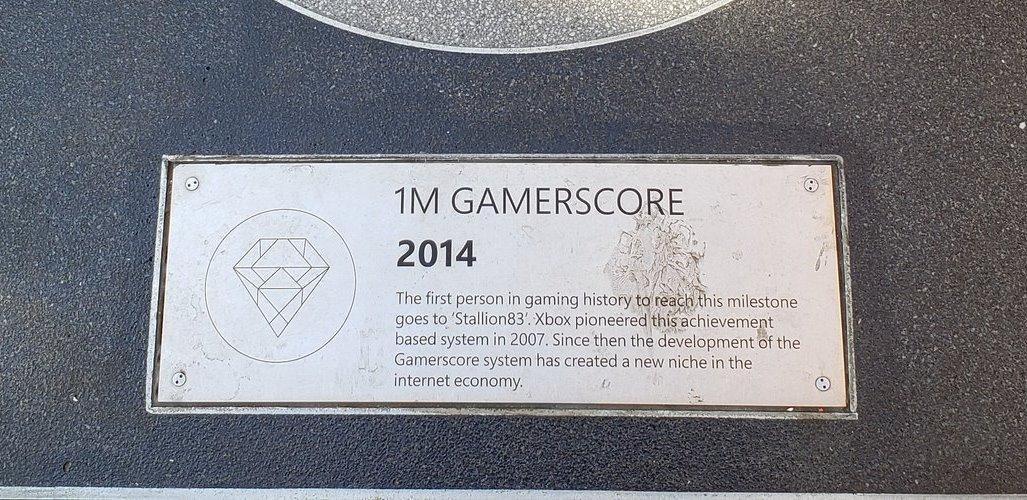 1M GAMERSCORE
2014
The first person in gaming history to reach this milestone
goes to ‘Stallion83’. Xbox pioneered this achievement
based system in 2007. Since then the development of the
Gamerscore system has created a new niche in the
internet economy.